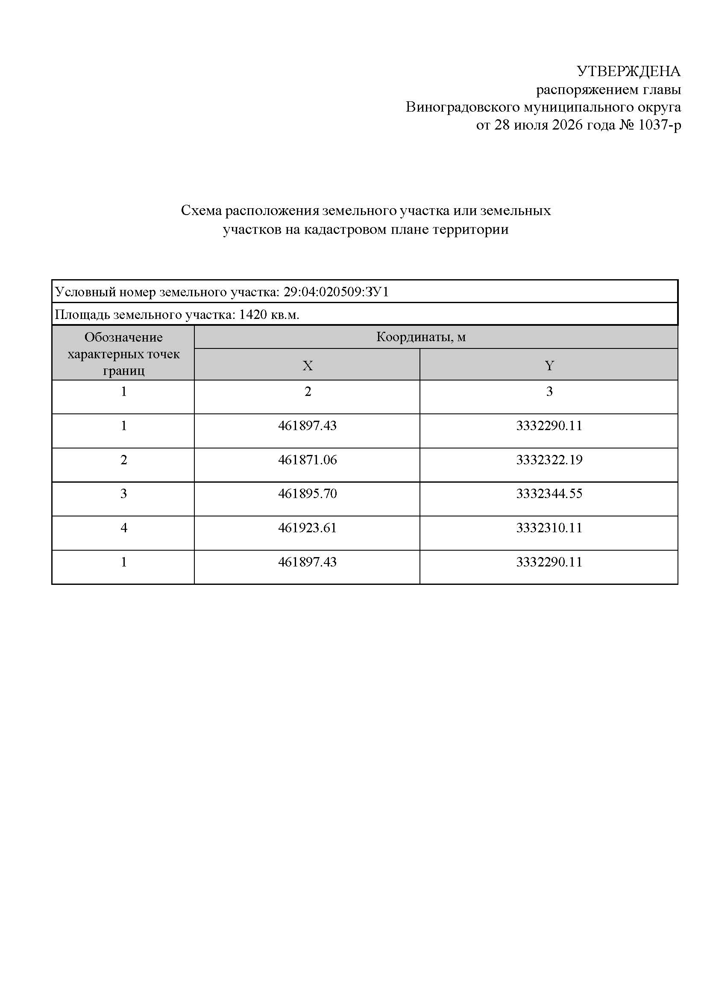 УТВЕРЖДЕНА
распоряжением главы
Виноградовского муниципального округа
от 28 июля 2026 года № 1037-р
Схема расположения земельного участка или земельных
участков на кадастровом плане территории
Условный номер земельного участка: 29:04:020509:ЗУ1
Площадь земельного участка: 1420 кв.м.
Обозначение
характерных точек
границ
Координаты, м
X Y
1 2 3
1 461897.43 3332290.11
2 461871.06 3332322.19
3 461895.70 3332344.55
4 461923.61 3332310.11
1 461897.43 3332290.11